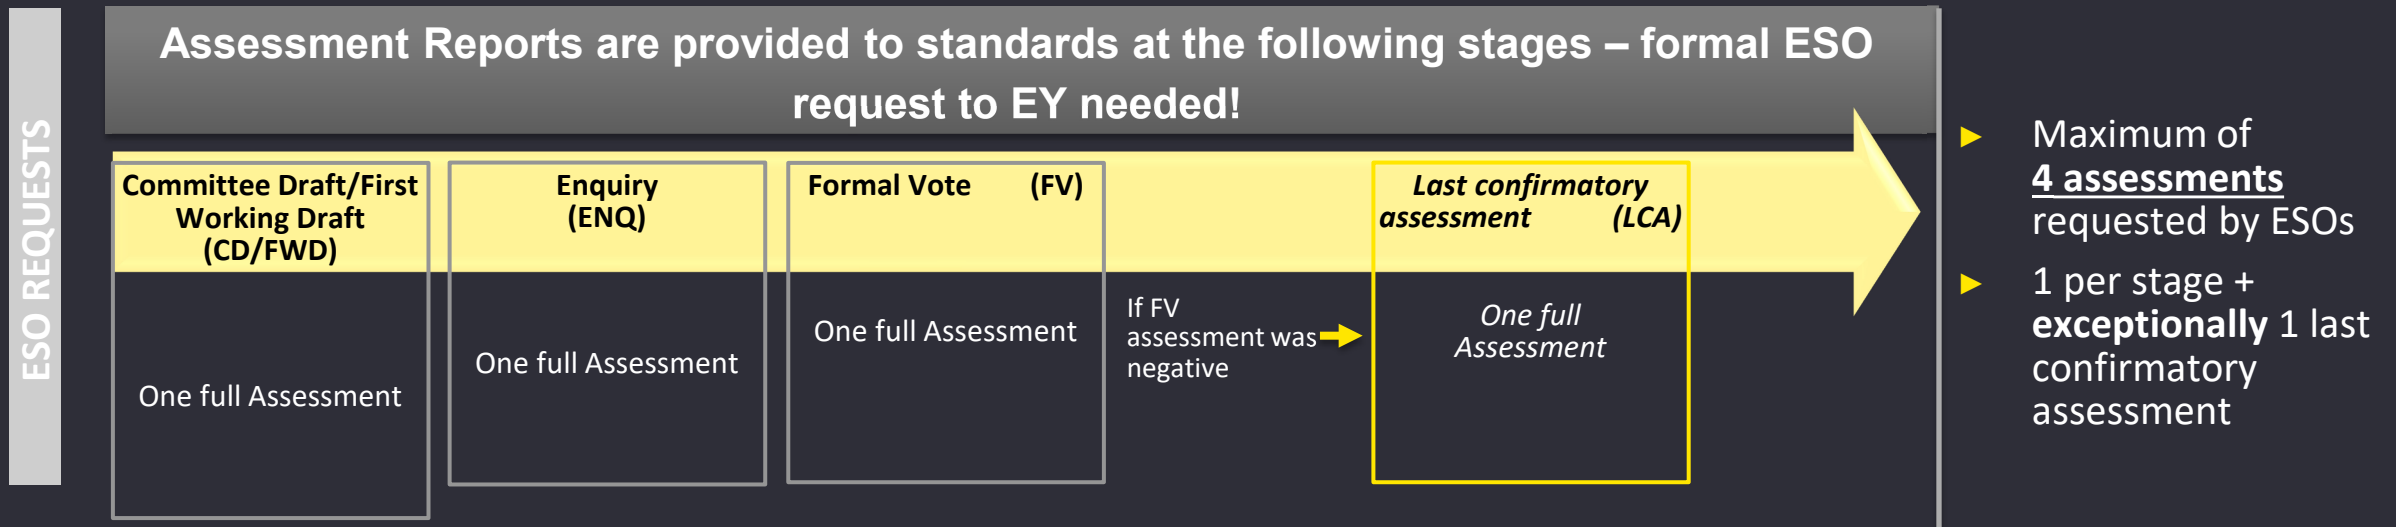 Assessment Reports are provided to standards at the following stages – formal ESO
request to EY needed!
ESO REQUESTS
Committee Draft/First
Working Draft
(CD/FWD)
One full Assessment
Enquiry
(ENQ)
One full Assessment
Formal Vote (FV)
One full Assessment
If FV
assessment was
negative
Last confirmatory
assessment (LCA)
One full
Assessment
► Maximum of
4 assessments
requested by ESOs
► 1 per stage +
exceptionally 1 last
confirmatory
assessment